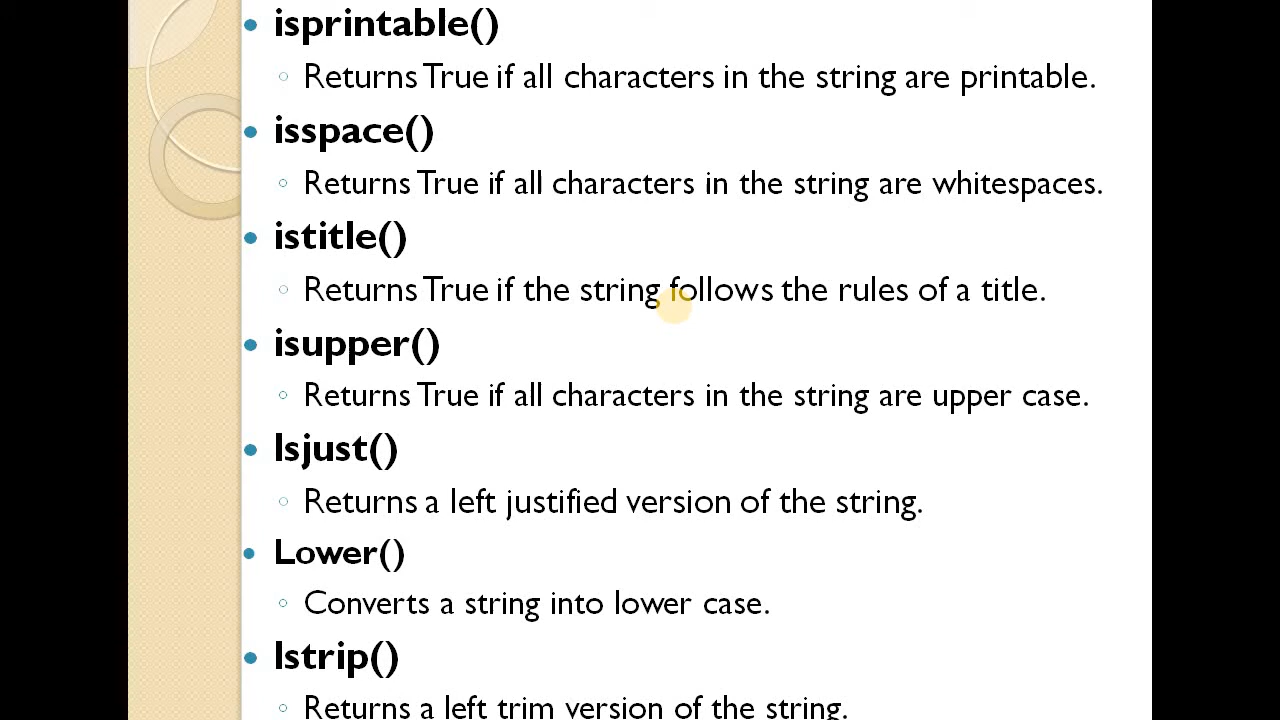 isprintable()
Returns True if all characters in the string are printable.
isspace()
Returns True if all characters in the string are whitespaces.
istitle()
Returns True if the string follows the rules of a title.
isupper()
Returns True if all characters in the string are upper case.
lsjust()
Returns a left justified version of the string.
Lower()
Converts a string into lower case.
lstrip()
Returns a left trim version of the string.